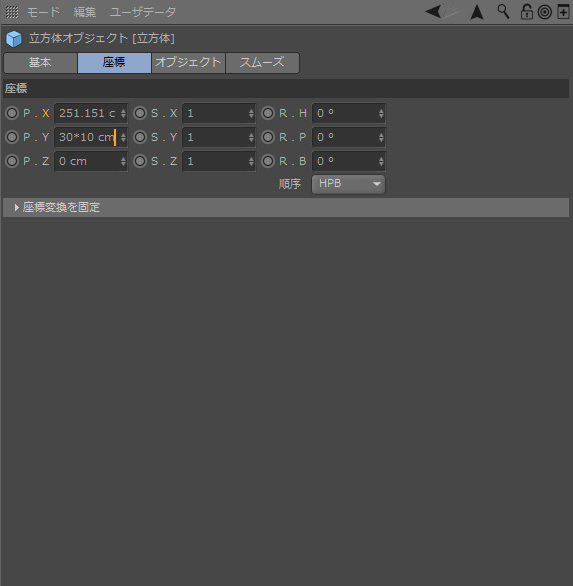 モード 編集 ユーザデータ
立方体オブジェクト [立方体]
基本 座標 オブジェクト スムーズ
座標
P . X 251.151 c S . X 1 R . H 0 °
P . Y 30*10 cm S . Y 1 R . P 0 °
P . Z 0 cm S . Z 1 R . B 0 °
順序 HPB
座標変換を固定